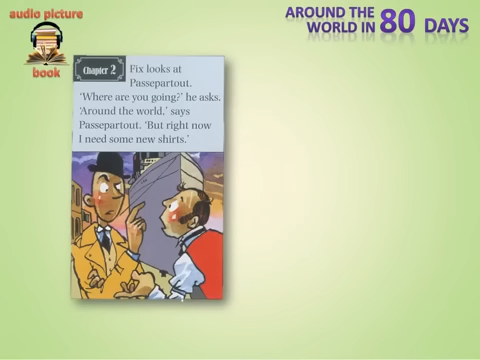 audio picture
book
AROUND THE
WORLD IN 80 DAYS
Chapter 2 Fix looks at
Passepartout.
‘Where are you going?’ he asks.
‘Around the world,’ says
Passepartout. ‘But right now
I need some new shirts.’